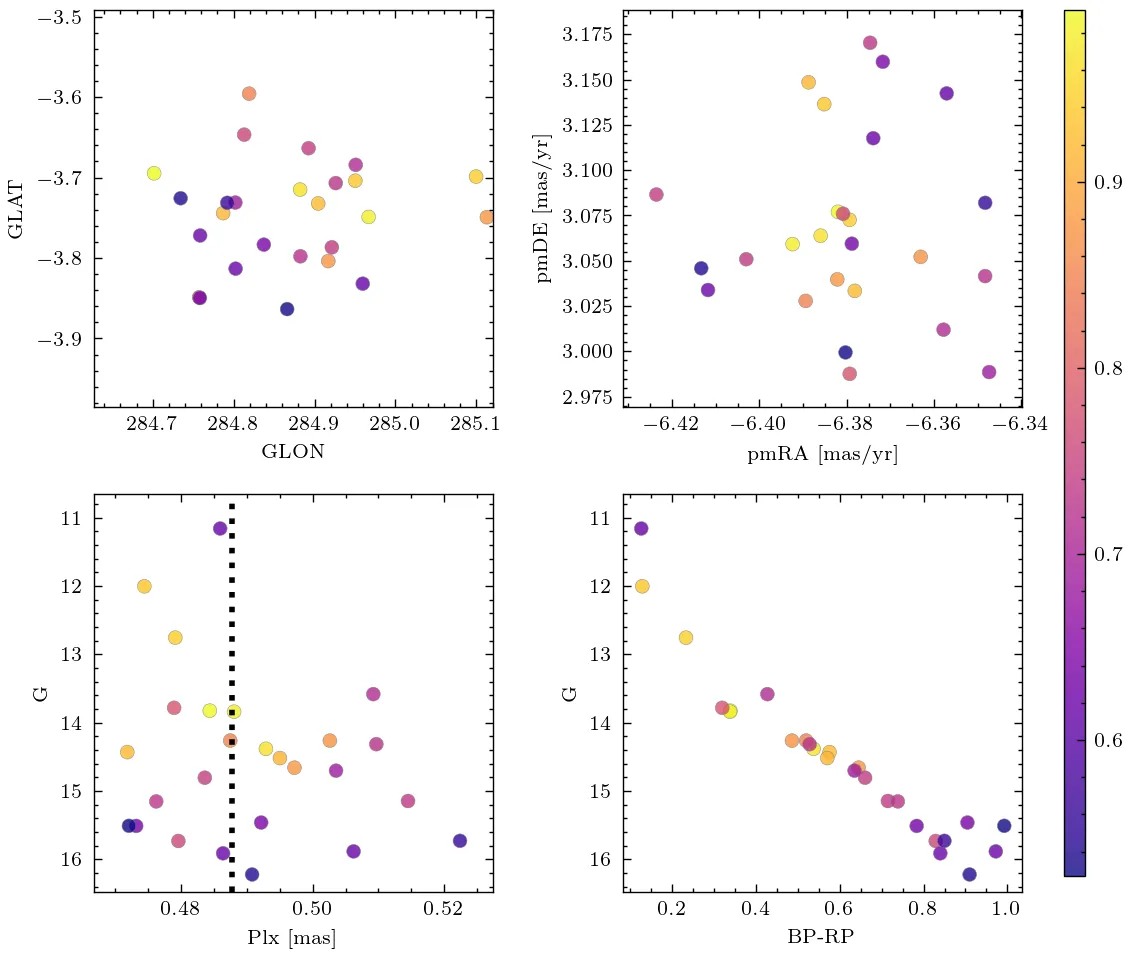 −3.5
−3.6
−3.7
−3.8
−3.9
GLAT
284.7 284.8 284.9 285.0 285.1
GLON
3.175
3.150
3.125
3.100
3.075
3.050
3.025
3.000
2.975
pmDE [mas/yr]
−6.42 −6.40 −6.38 −6.36 −6.34
pmRA [mas/yr]
11
12
13
14
15
16
G
0.48 0.50 0.52
Plx [mas]
11
12
13
14
15
16
G
0.2 0.4 0.6 0.8 1.0
BP-RP
0.9
0.8
0.7
0.6